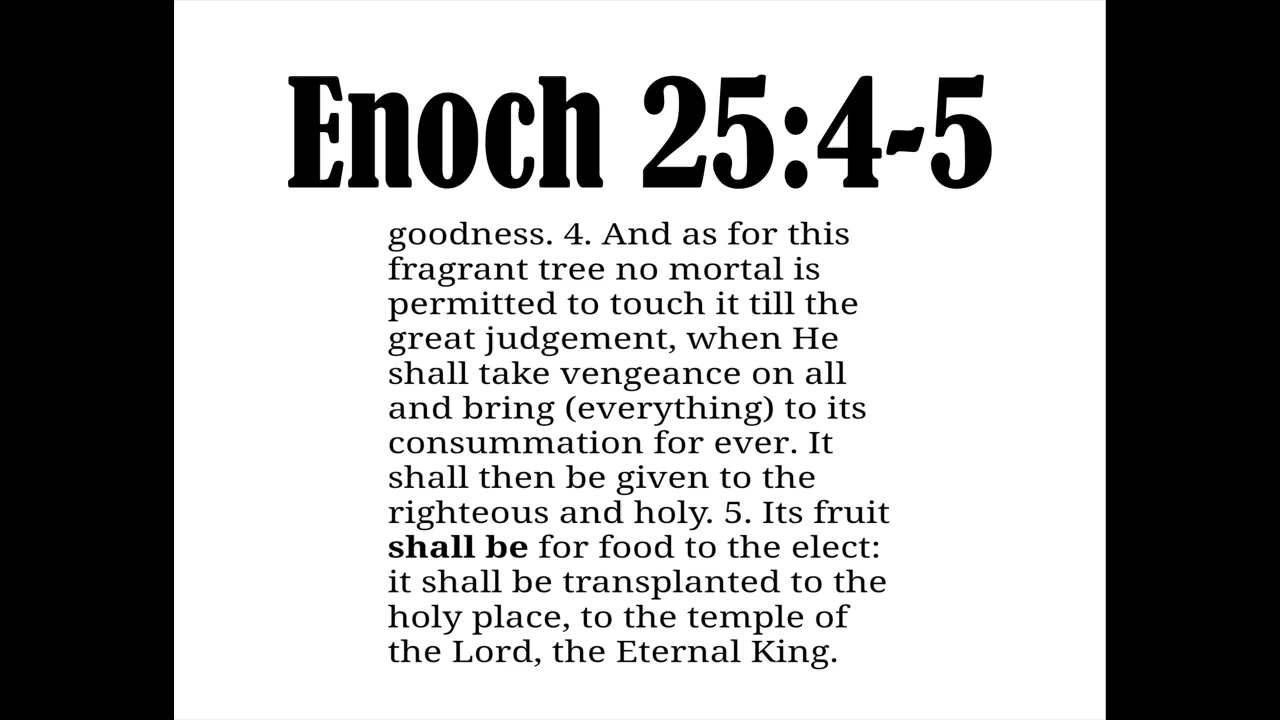 Enoch 25:4-5
goodness. 4. And as for this
fragrant tree no mortal is
permitted to touch it till the
great judgement, when He
shall take vengeance on all
and bring (everything) to its
consummation for ever. It
shall then be given to the
righteous and holy. 5. Its fruit
shall be for food to the elect:
it shall be transplanted to the
holy place, to the temple of
the Lord, the Eternal King.